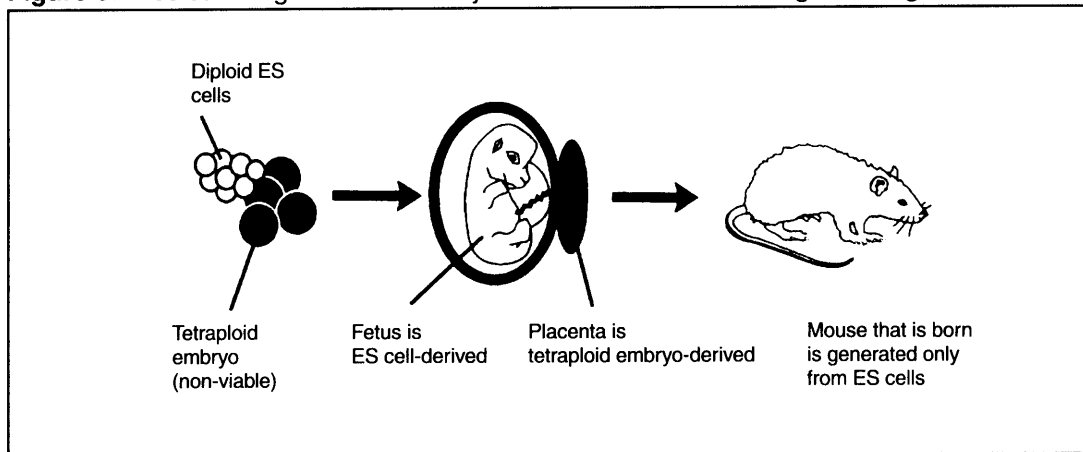 Diploid ES
cells
Tetraploid
embryo
(non-viable)
Fetus is
ES cell-derived
Placenta is
tetraploid embryo-derived
Mouse that is born
is generated only
from ES cells